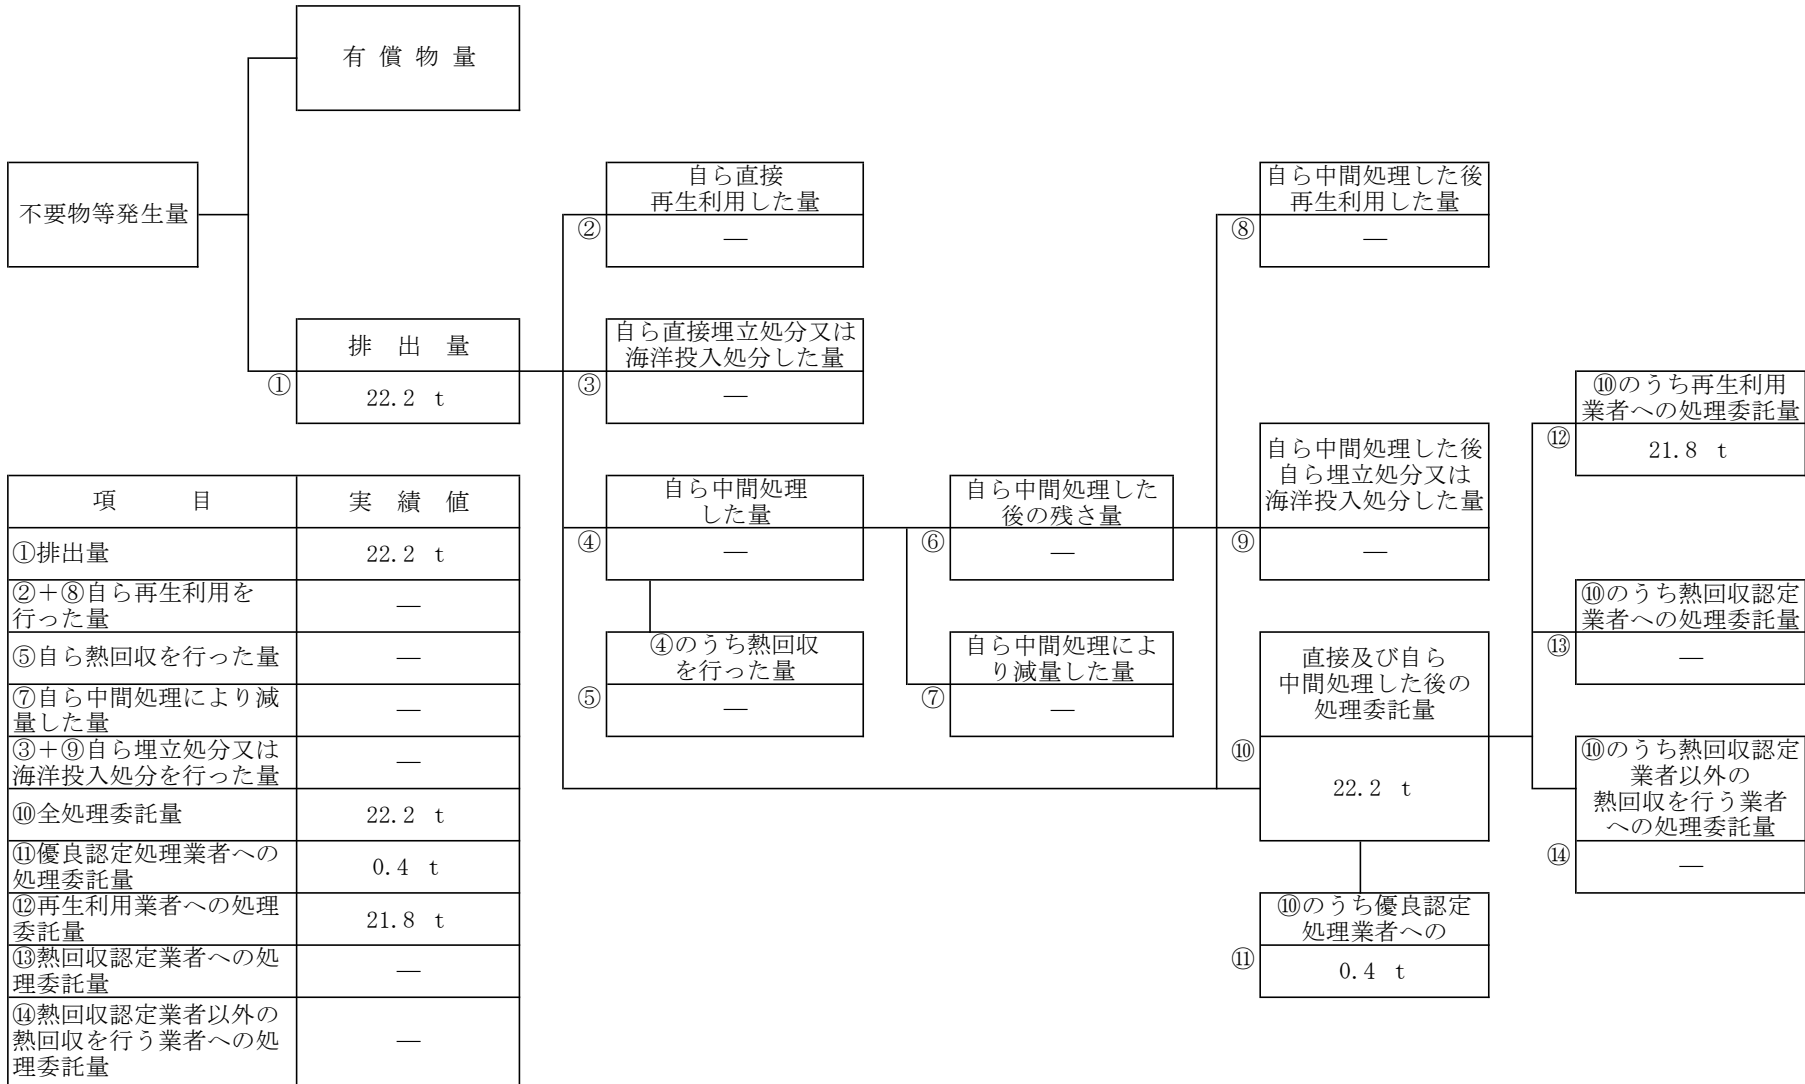 有 償 物 量
不要物等発生量
排 出 量
①
22.2 t
自ら直接
再生利用した量
②
―
自ら直接埋立処分又は
海洋投入処分した量
③
―
自ら中間処理
した量
④
―
④のうち熱回収
を行った量
⑤
―
自ら中間処理した
後の残さ量
⑥
―
自ら中間処理によ
り減量した量
⑦
―
自ら中間処理した後
再生利用した量
⑧
―
自ら中間処理した後
自ら埋立処分又は
海洋投入処分した量
⑨
―
直接及び自ら
中間処理した後の
処理委託量
⑩
22.2 t
⑩のうち優良認定
処理業者への
⑪
0.4 t
⑩のうち再生利用
業者への処理委託量
⑫
21.8 t
⑩のうち熱回収認定
業者への処理委託量
⑬
―
⑩のうち熱回収認定
業者以外の
熱回収を行う業者
への処理委託量
⑭
―
項 目 実 績 値
①排出量 22.2 t
②＋⑧自ら再生利用を
行った量
―
⑤自ら熱回収を行った量 ―
⑦自ら中間処理により減
量した量
―
③＋⑨自ら埋立処分又は
海洋投入処分を行った量
―
⑩全処理委託量 22.2 t
⑪優良認定処理業者への
処理委託量
0.4 t
⑫再生利用業者への処理
委託量
21.8 t
⑬熱回収認定業者への処
理委託量
―
⑭熱回収認定業者以外の
熱回収を行う業者への処
理委託量
―